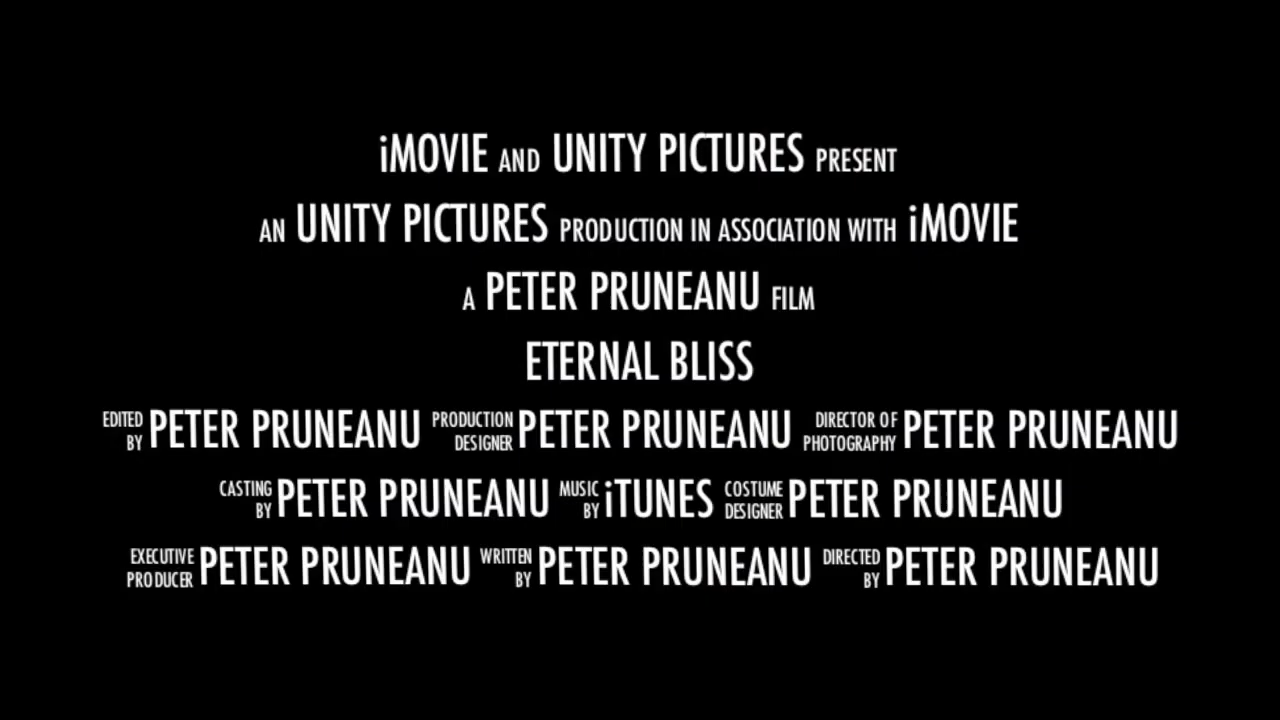 iMOVIE AND UNITY PICTURES PRESENT
AN UNITY PICTURES PRODUCTION IN ASSOCIATION WITH iMOVIE
A PETER PRUNEANU FILM
ETERNAL BLISS
EDITED BY PETER PRUNEANU PRODUCTION DESIGNER PETER PRUNEANU DIRECTOR OF PHOTOGRAPHY PETER PRUNEANU
CASTING BY PETER PRUNEANU MUSIC BY iTUNES COSTUME DESIGNER PETER PRUNEANU
EXECUTIVE PRODUCER PETER PRUNEANU WRITTEN BY PETER PRUNEANU DIRECTED BY PETER PRUNEANU